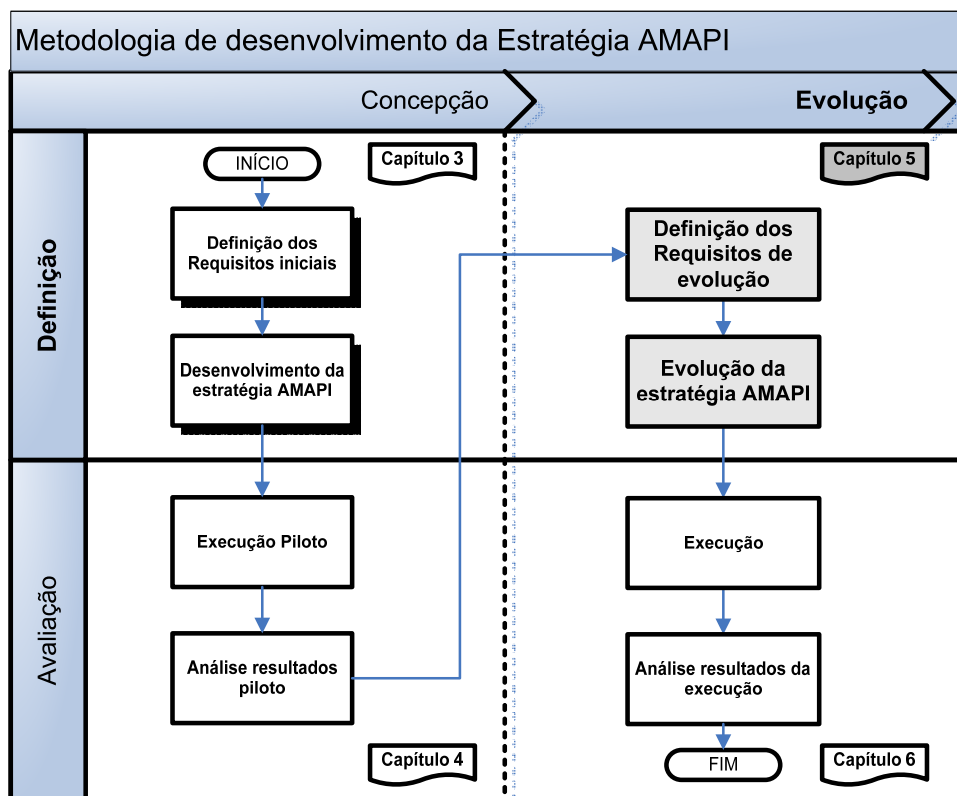 Metodologia de desenvolvimento da Estratégia AMAPI
Concepção
Evolução
Definição
INÍCIO
Capítulo 3
Definição dos
Requisitos iniciais
Desenvolvimento da
estratégia AMAPI
Capítulo 5
Definição dos
Requisitos de
evolução
Evolução da
estratégia AMAPI
Avaliação
Execução Piloto
Análise resultados
piloto
Capítulo 4
Execução
Análise resultados da
execução
FIM
Capítulo 6